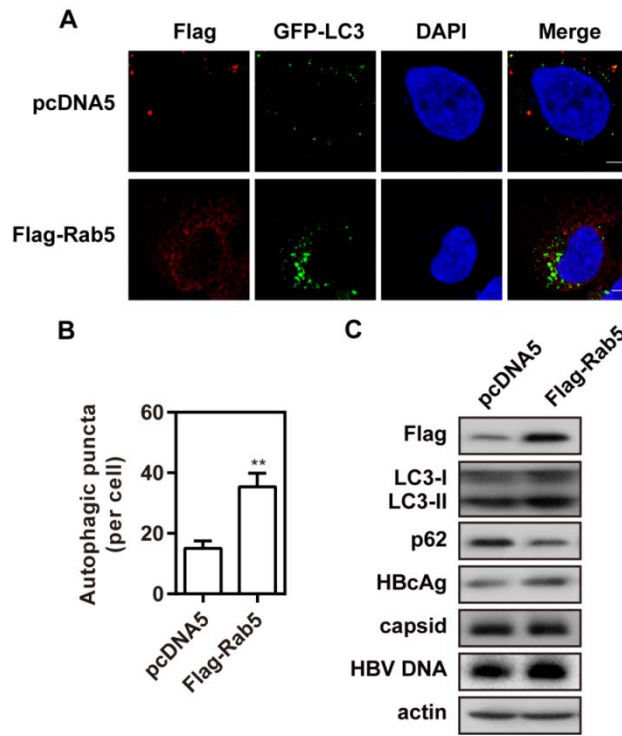 A
Flag GFP-LC3 DAPI Merge
pcDNA5
Flag-Rab5
B
Autophagic puncta
(per cell)
60
40
20
0
**
pcDNA5
Flag-Rab5
C
pcDNA5
Flag-Rab5
Flag
LC3-I
LC3-II
p62
HBcAg
capsid
HBV DNA
actin